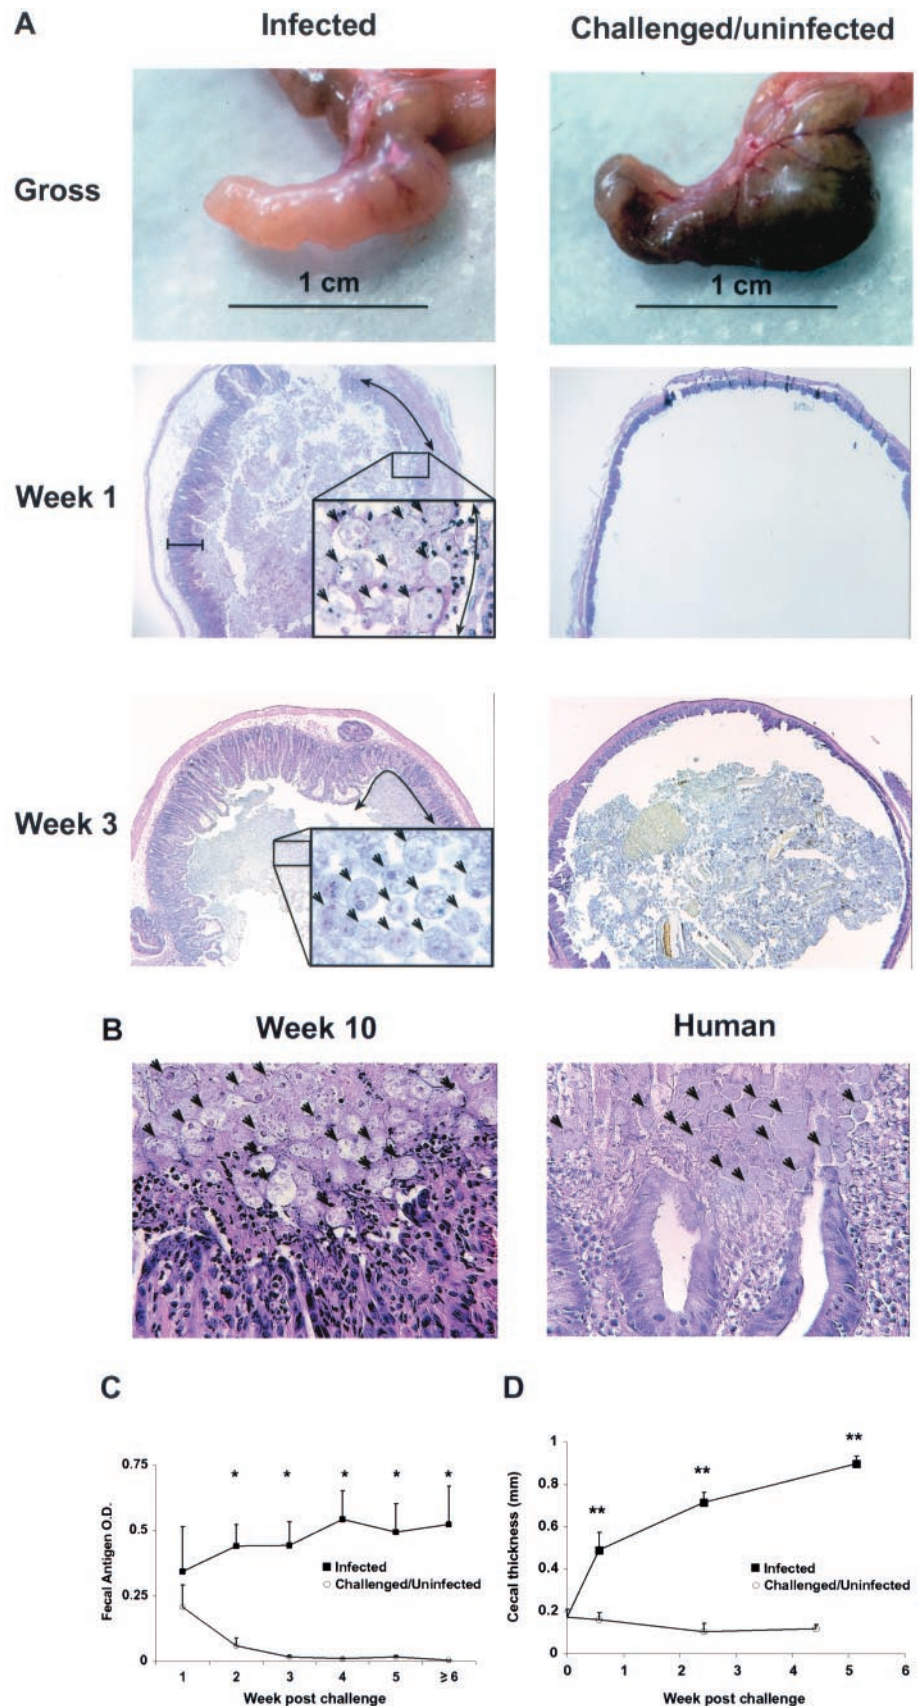 A
Infected
Challenged/uninfected
Gross
1 cm
1 cm
Week 1
Week 3
B
Week 10
Human
C
D
Fecal Antigen O.D.
0.75
0.5
0.25
0
* * * * *
Infected
Challenged/Uninfected
1 2 3 4 5 ≥6
Week post challenge
Cecal thickness (mm)
1
0.8
0.6
0.4
0.2
0
** ** **
Infected
Challenged/Uninfected
0 1 2 3 4 5 6
Week post challenge